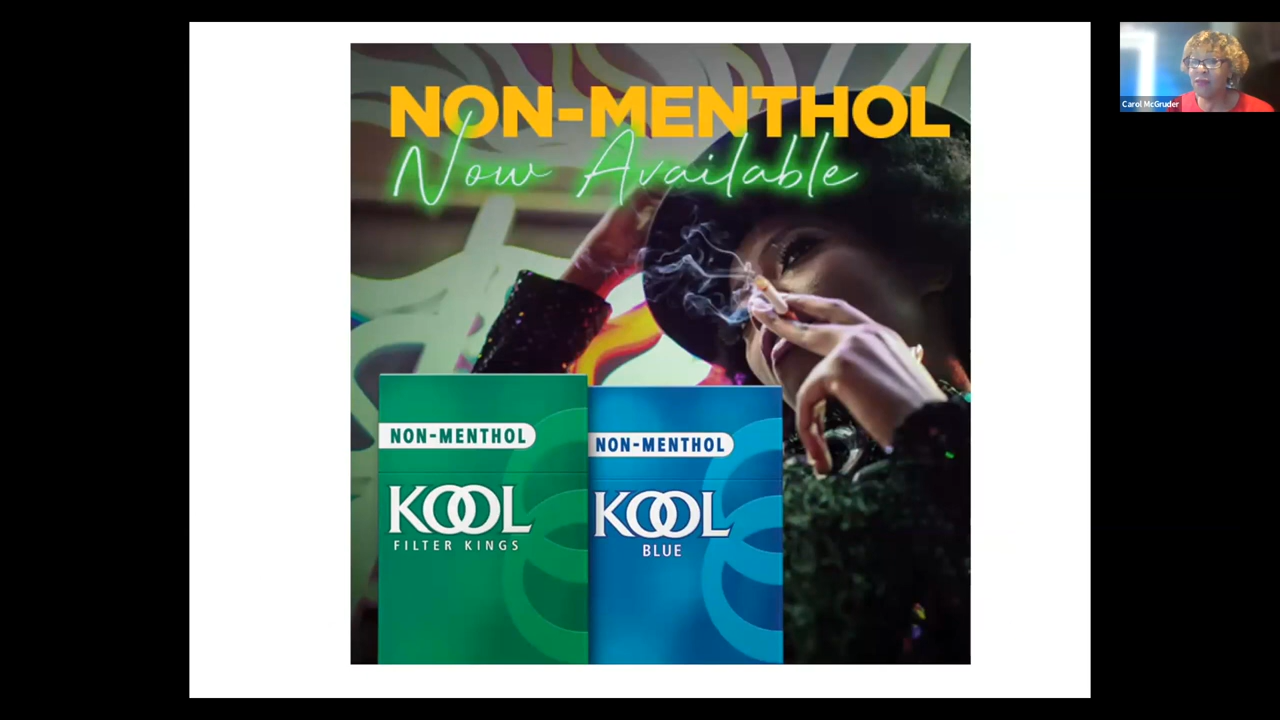 NON-MENTHOL
Now Available
NON-MENTHOL
KOOL
FILTER KINGS
NON-MENTHOL
KOOL
BLUE
Carol McGruder